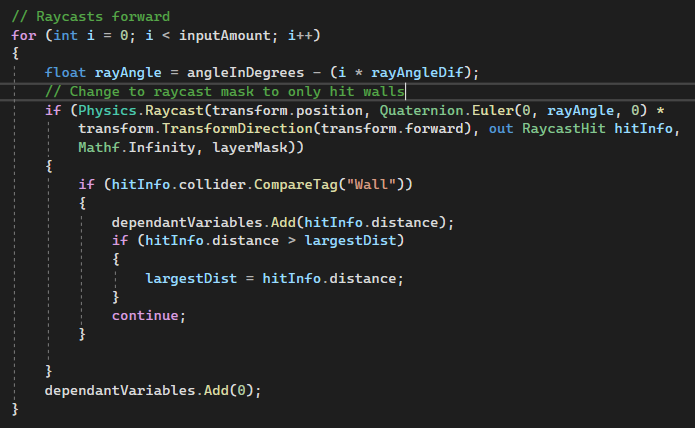 // Raycasts forward
for (int i = 0; i < inputAmount; i++)
{
    float rayAngle = angleInDegrees - (i * rayAngleDif);
    // Change to raycast mask to only hit walls
    if (Physics.Raycast(transform.position, Quaternion.Euler(0, rayAngle, 0) *
        transform.TransformDirection(transform.forward), out RaycastHit hitInfo,
        Mathf.Infinity, layerMask))
    {
        if (hitInfo.collider.CompareTag("Wall"))
        {
            dependantVariables.Add(hitInfo.distance);
            if (hitInfo.distance > largestDist)
            {
                largestDist = hitInfo.distance;
            }
            continue;
        }

    }
    dependantVariables.Add(0);
}